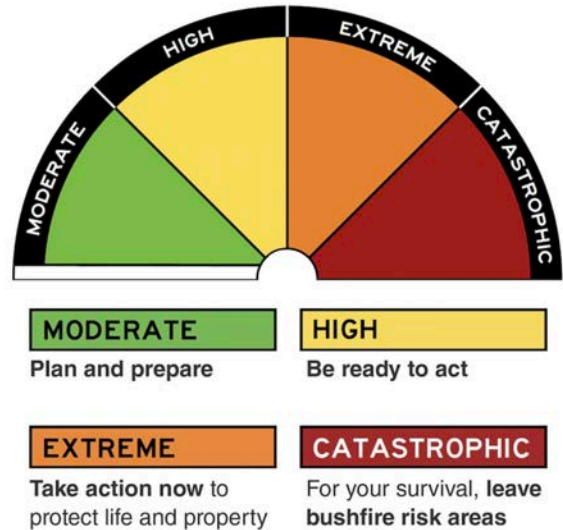 MODERATE
HIGH
EXTREME
CATASTROPHIC
MODERATE
Plan and prepare
HIGH
Be ready to act
EXTREME
Take action now to
protect life and property
CATASTROPHIC
For your survival, leave
bushfire risk areas